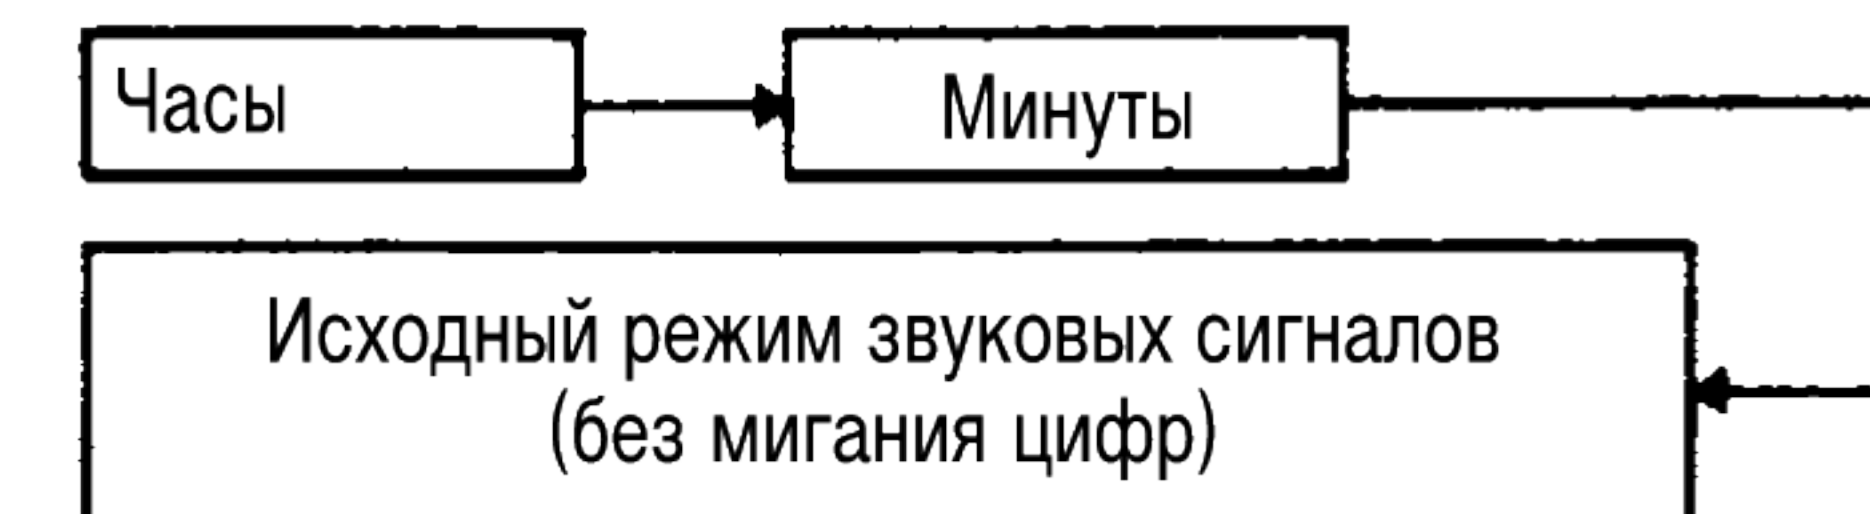 Часы
Минуты
Исходный режим звуковых сигналов
(без мигания цифр)